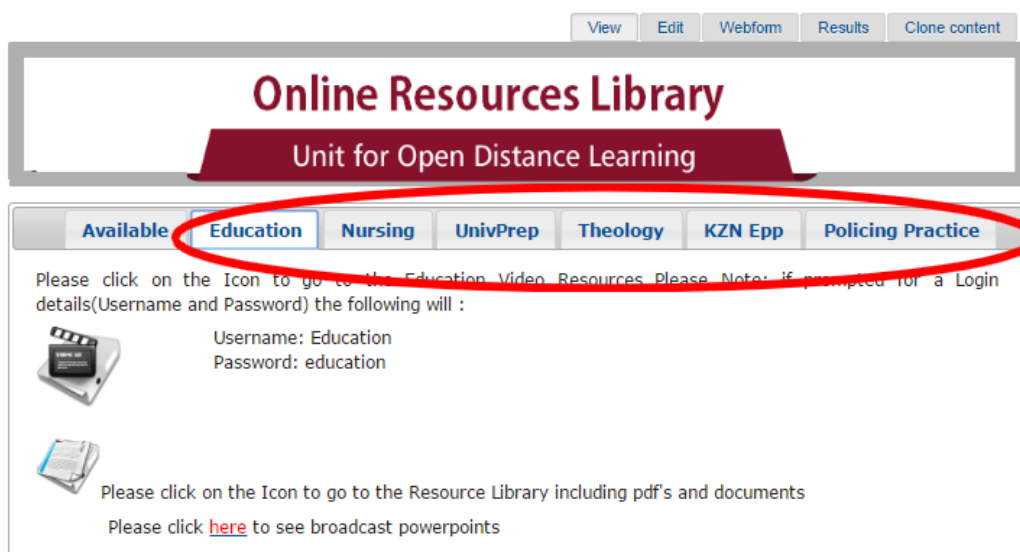 View Edit Webform Results Clone content
Online Resources Library
Unit for Open Distance Learning
Available Education Nursing UnivPrep Theology KZN Epp Policing Practice
Please click on the Icon to go to the Education Video Resources Please Note: if prompted for a Login
details(Username and Password) the following will :
Username: Education
Password: education
Please click on the Icon to go to the Resource Library including pdf's and documents
Please click here to see broadcast powerpoints